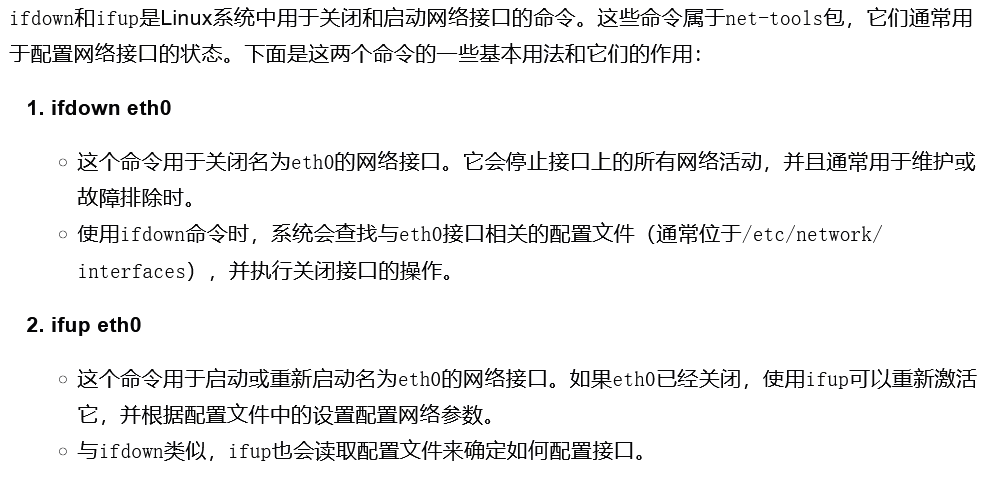 ifdown和ifup是Linux系统中用于关闭和启动网络接口的命令。这些命令属于net-tools包，它们通常用
于配置网络接口的状态。下面是这两个命令的一些基本用法和它们的作用：
1. ifdown eth0
○ 这个命令用于关闭名为eth0的网络接口。它会停止接口上的所有网络活动，并且通常用于维护或
故障排除时。
○ 使用ifdown命令时，系统会查找与eth0接口相关的配置文件（通常位于/etc/network/
interfaces），并执行关闭接口的操作。
2. ifup eth0
○ 这个命令用于启动或重新启动名为eth0的网络接口。如果eth0已经关闭，使用ifup可以重新激活
它，并根据配置文件中的设置配置网络参数。
○ 与ifdown类似，ifup也会读取配置文件来确定如何配置接口。